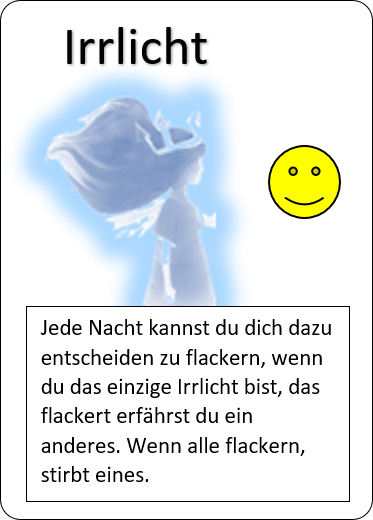 Irrlicht
Jede Nacht kannst du dich dazu
entscheiden zu flackern, wenn
du das einzige Irrlicht bist, das
flackert erfährst du ein
anderes. Wenn alle flackern,
stirbt eines.